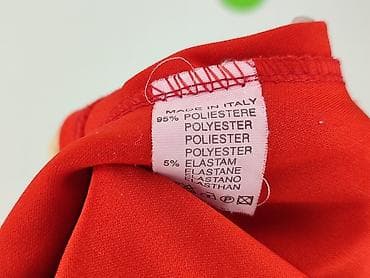 MADE IN ITALY
95% POLIESTERE
POLYESTER
POLIESTER
POLYESTER
5% ELASTAM
ELASTANE
ELASTANO
ELASTHAN